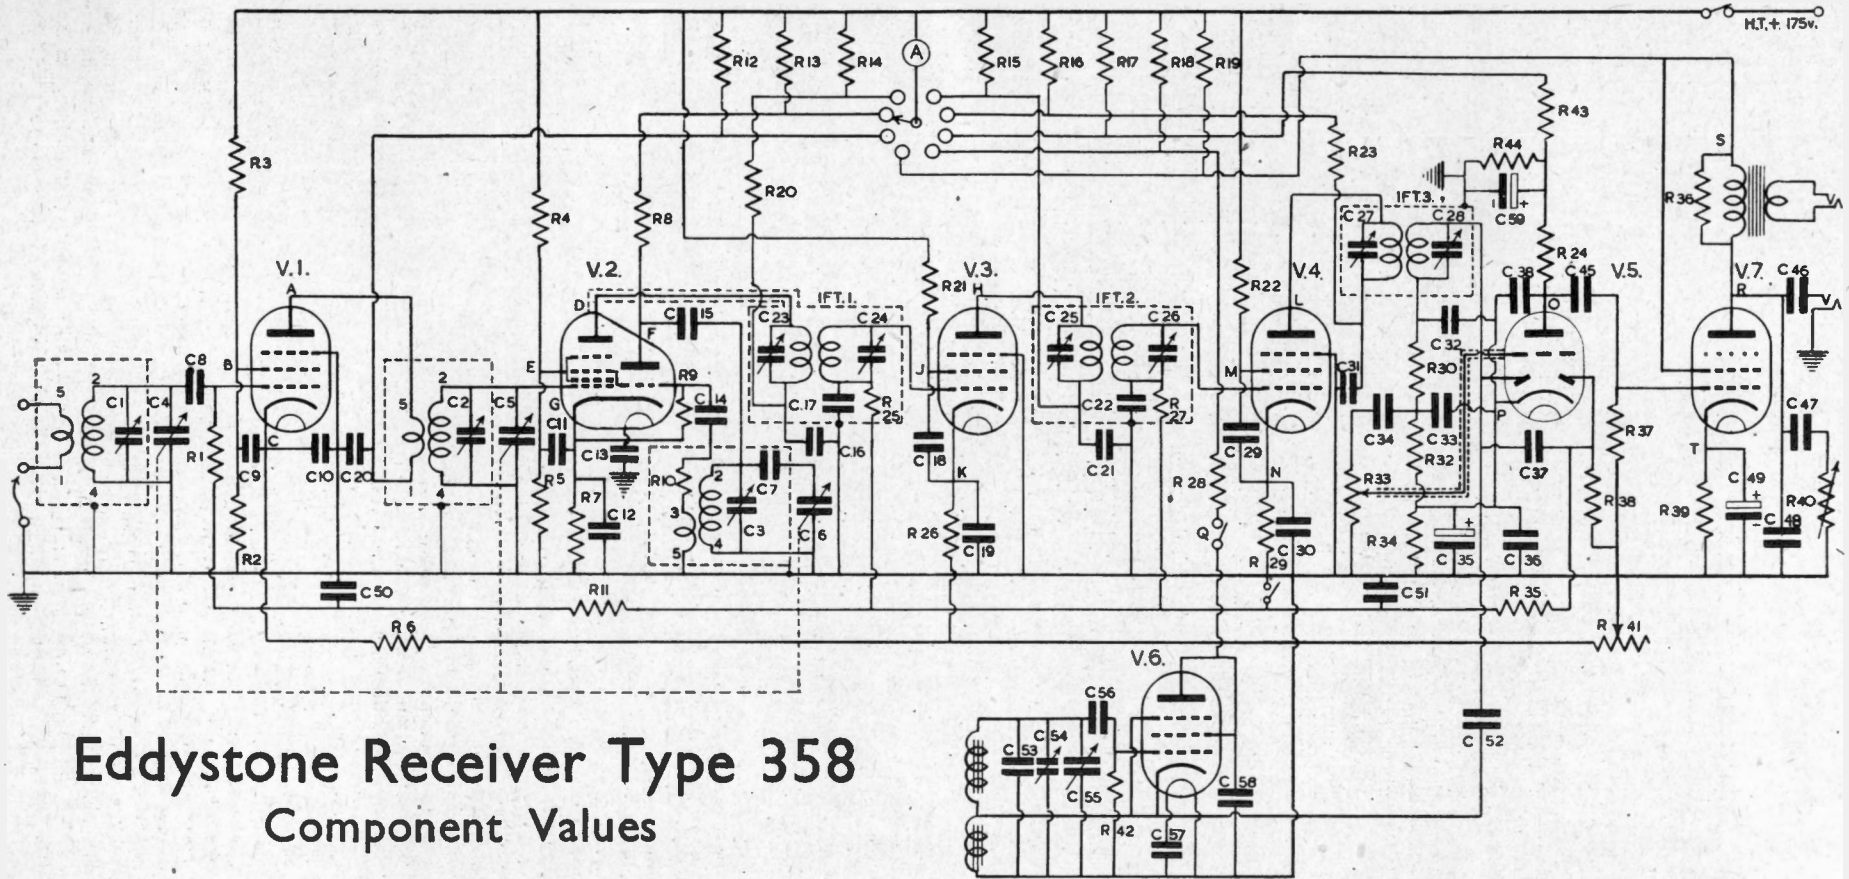 H.T.+ 175v.
R12 R13 R14 A R15 R16 R17 R18 R19
R43
R3 R44 S
R23
R20
R4 R8 IFT.3. C59 R36
C27 C28
R24
V.1. V.2. V.3. R21 R22 V.4. C38 C45 V.5. V.7. C46
A D H L O R
C15 IFT.1. IFT.2.
F C23 C24 C25 C26
C8 B E J M C32
R9 C31 R30
5 2 2 G C14
C1 C4 C2 C5 C11 C17 R25 C22 R27 C34 C33 P
5 C47
R1 C9 C C10 C20 C13 C16 C18 C21 C29 R32 C37 R37 T
1 1 R5 R10 2 C7 K N R33 C49
4 4 R7 C12 3 C3 C6 R28 R38 R40
R26 C19 Q C30 R34 R39 C48
R2 5 4 R29 C35 C36
C50 R11 C51 R35
R6 R41
V.6.
C56
C54
C53 C52
Eddystone Receiver Type 358
C55 C58
Component Values
R42 C57